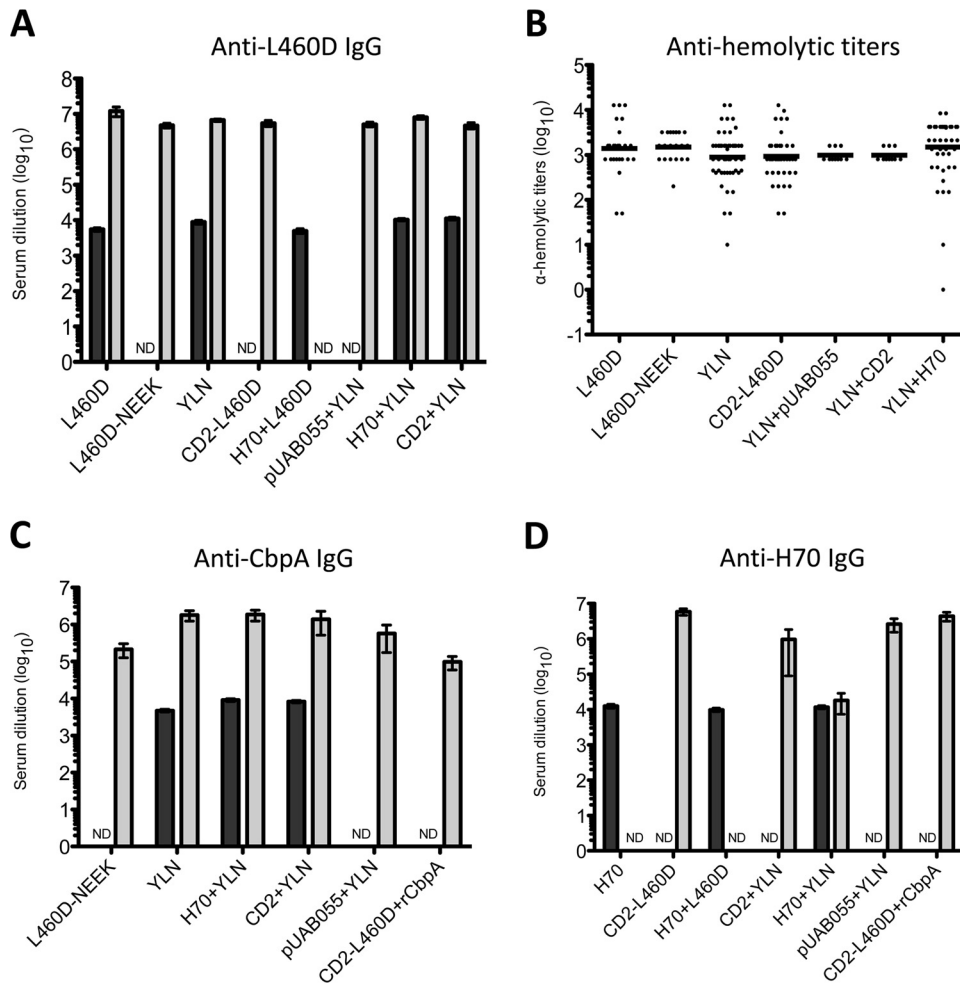 A
Anti-L460D IgG
Serum dilution (log10)
8
7
6
5
4
3
2
1
0
ND
ND
ND
ND
L460D
L460D-NEEK
YLN
CD2-L460D
H70+L460D
pUAB055+YLN
H70+YLN
CD2+YLN
B
Anti-hemolytic titers
α-hemolytic titers (log10)
5
4
3
2
1
0
-1
L460D
L460D-NEEK
YLN
CD2-L460D
YLN+pUAB055
YLN+CD2
YLN+H70
C
Anti-CbpA IgG
Serum dilution (log10)
7
6
5
4
3
2
1
0
ND
ND
ND
L460D-NEEK
YLN
H70+YLN
CD2+YLN
pUAB055+YLN
CD2-L460D+rCbpA
D
Anti-H70 IgG
Serum dilution (log10)
7
6
5
4
3
2
1
0
ND
ND
ND
ND
ND
ND
H70
CD2-L460D
H70+L460D
CD2+YLN
H70+YLN
pUAB055+YLN
CD2-L460D+rCbpA